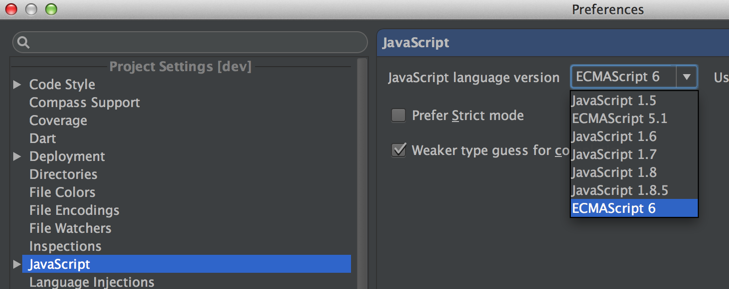 Preferences
Project Settings [dev]
Code Style
Compass Support
Coverage
Dart
Deployment
Directories
File Colors
File Encodings
File Watchers
Inspections
JavaScript
Language Injections
JavaScript
JavaScript language version ECMAScript 6 Us
Prefer Strict mode
Weaker type guess for co
JavaScript 1.5
ECMAScript 5.1
JavaScript 1.6
JavaScript 1.7
JavaScript 1.8
JavaScript 1.8.5
ECMAScript 6